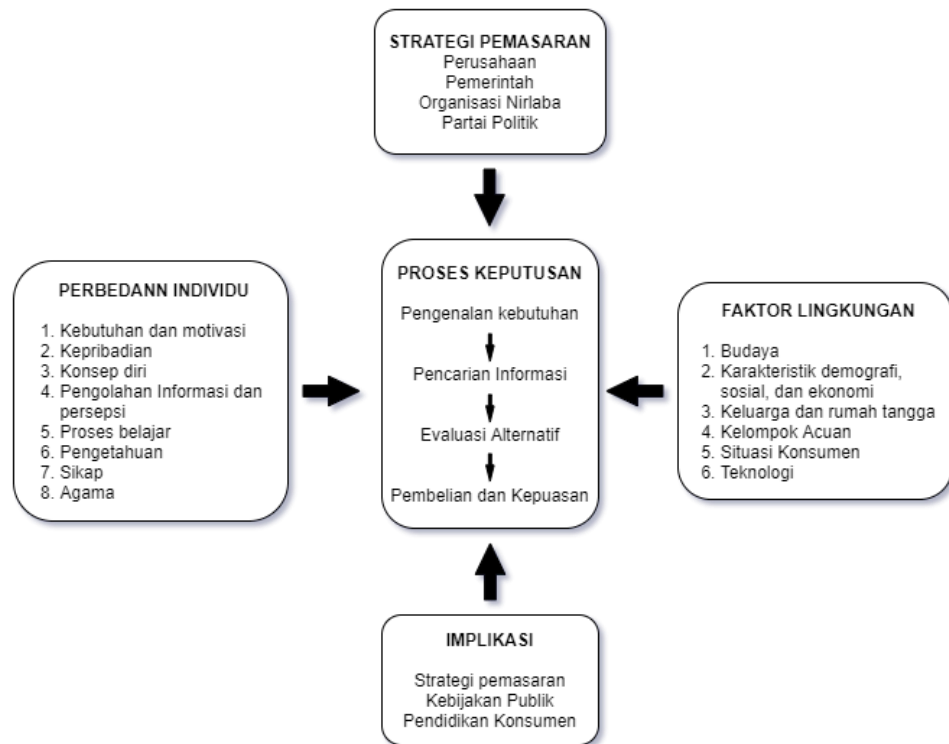 STRATEGI PEMASARAN
Perusahaan
Pemerintah
Organisasi Nirlaba
Partai Politik
PERBEDANN INDIVIDU
1. Kebutuhan dan motivasi
2. Kepribadian
3. Konsep diri
4. Pengolahan Informasi dan
persepsi
5. Proses belajar
6. Pengetahuan
7. Sikap
8. Agama
PROSES KEPUTUSAN
Pengenalan kebutuhan
Pencarian Informasi
Evaluasi Alternatif
Pembelian dan Kepuasan
FAKTOR LINGKUNGAN
1. Budaya
2. Karakteristik demografi,
sosial, dan ekonomi
3. Keluarga dan rumah tangga
4. Kelompok Acuan
5. Situasi Konsumen
6. Teknologi
IMPLIKASI
Strategi pemasaran
Kebijakan Publik
Pendidikan Konsumen